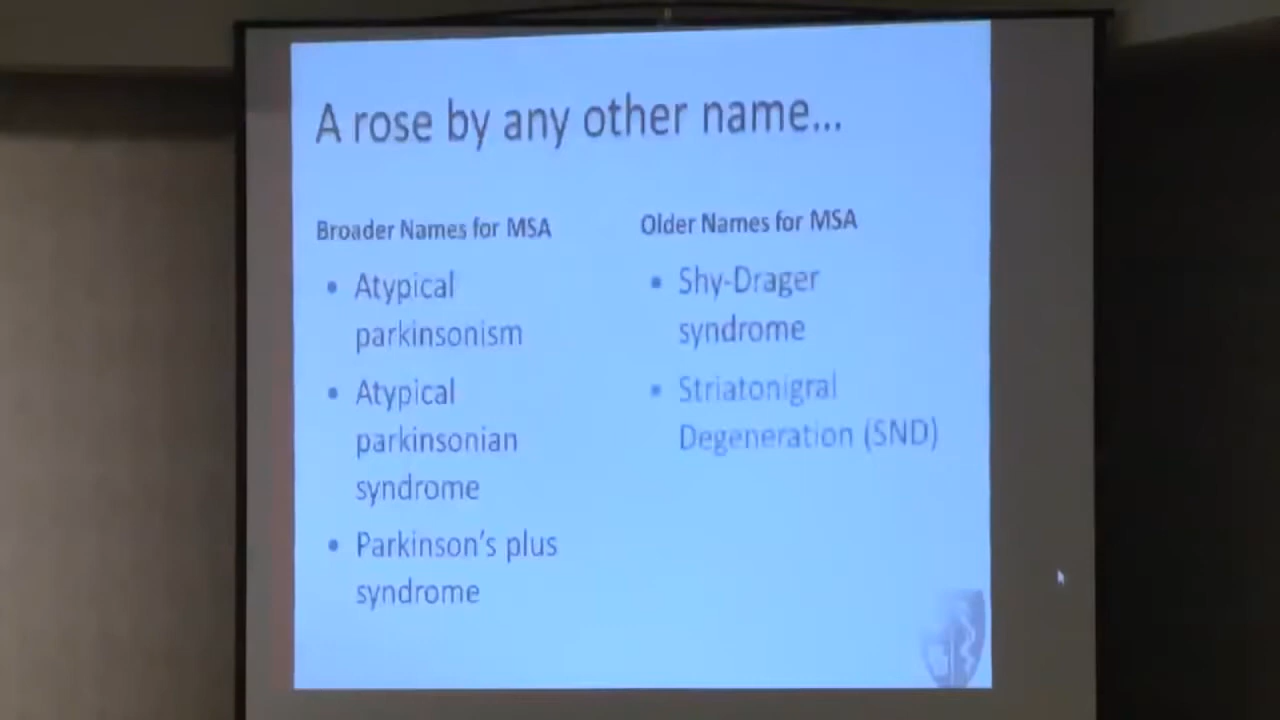 A rose by any other name...
Broader Names for MSA
• Atypical
parkinsonism
• Atypical
parkinsonian
syndrome
• Parkinson's plus
syndrome
Older Names for MSA
• Shy-Drager
syndrome
• Striatonigral
Degeneration (SND)